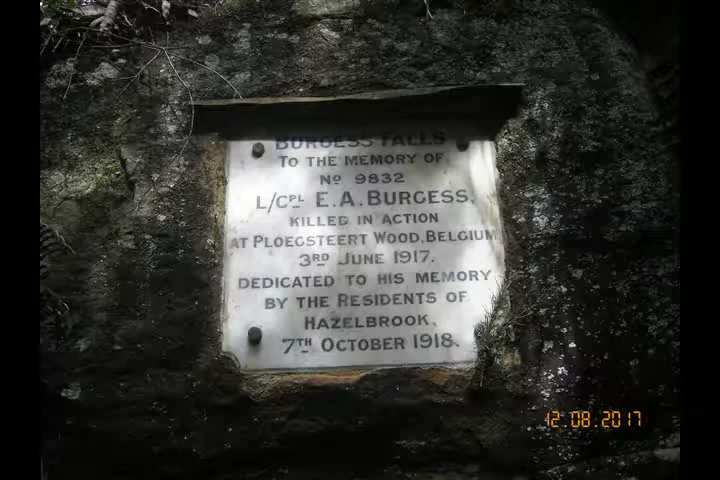 BURGESS FALLS
TO THE MEMORY OF
No 9832
L/CPL E.A. BURGESS,
KILLED IN ACTION
AT PLOEGSTEERT WOOD, BELGIUM
3RD JUNE 1917.
DEDICATED TO HIS MEMORY
BY THE RESIDENTS OF
HAZELBROOK,
7TH OCTOBER 1918.
12.08.2017